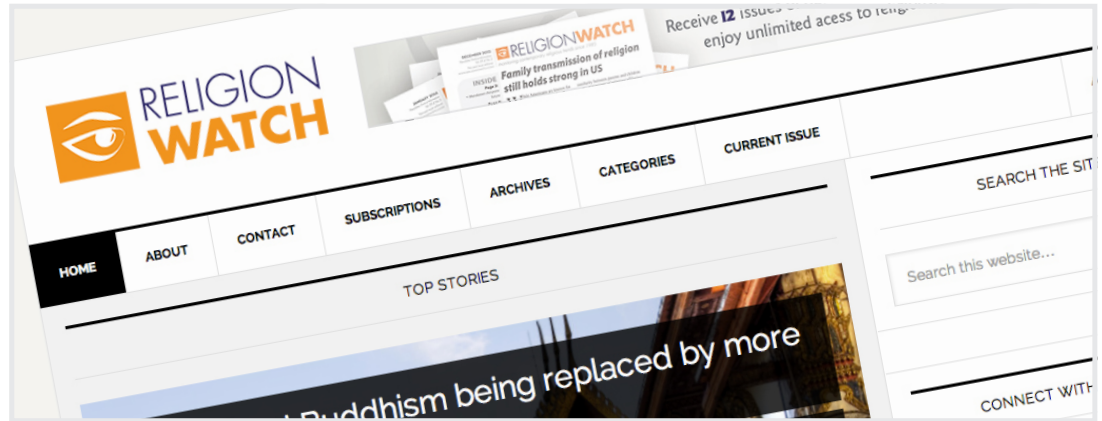 RELIGION
WATCH
RELIGIONWATCH
INSIDE
Family transmission of religion
still holds strong in US
Receive 12 issues
enjoy unlimited acess to
HOME
ABOUT
CONTACT
SUBSCRIPTIONS
ARCHIVES
CATEGORIES
CURRENT ISSUE
TOP STORIES
Buddhism being replaced by more
SEARCH THE SITE
Search this website...
CONNECT WITH